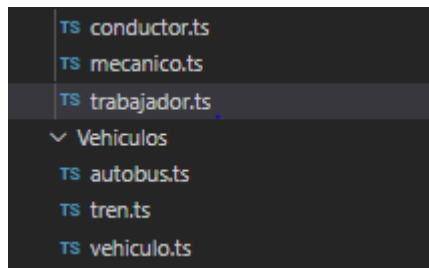 TS conductor.ts
TS mecanico.ts
TS trabajador.ts
Vehiculos
TS autobus.ts
TS tren.ts
TS vehiculo.ts